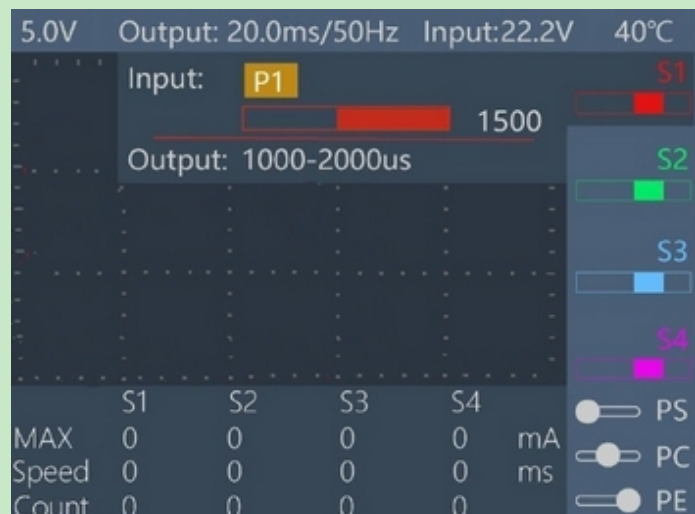 5.0V Output: 20.0ms/50Hz Input:22.2V 40℃
Input: P1
1500
Output: 1000-2000us
S1
S2
S3
S4
S1 S2 S3 S4
MAX 0 0 0 0 mA
Speed 0 0 0 0 ms
Count 0 0 0 0
PS
PC
PE